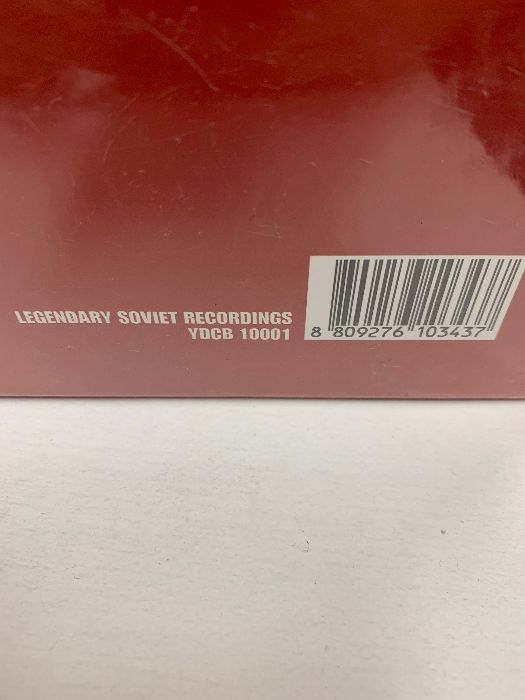 LEGENDARY SOVIET RECORDINGS
YDCB 10001
8 809276 103437